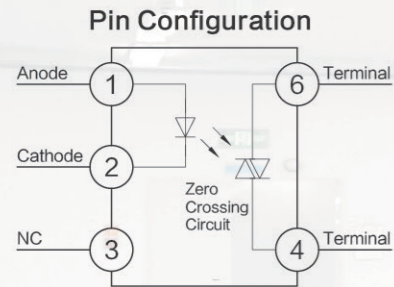 Pin Configuration
Anode 1
6 Terminal
Cathode 2
Zero
Crossing
Circuit
NC 3
4 Terminal